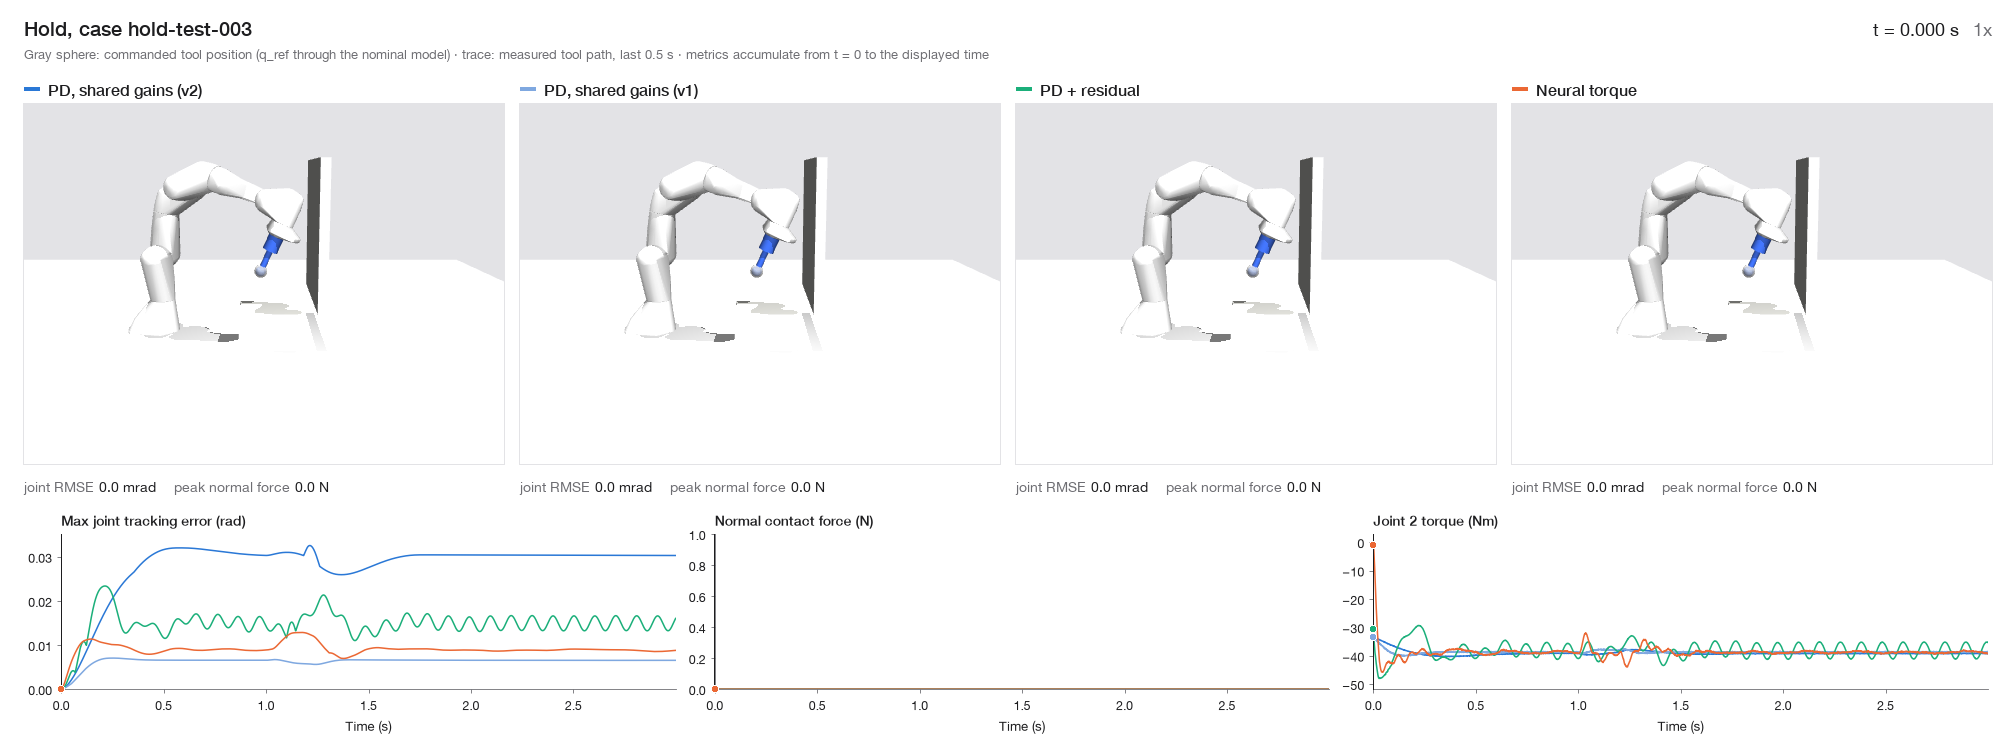 Hold, case hold-test-003
t = 0.000 s 1x
Gray sphere: commanded tool position (q_ref through the nominal model) · trace: measured tool path, last 0.5 s · metrics accumulate from t = 0 to the displayed time
PD, shared gains (v2)
PD, shared gains (v1)
PD + residual
Neural torque
joint RMSE 0.0 mrad peak normal force 0.0 N
joint RMSE 0.0 mrad peak normal force 0.0 N
joint RMSE 0.0 mrad peak normal force 0.0 N
joint RMSE 0.0 mrad peak normal force 0.0 N
Max joint tracking error (rad)
0.03
0.02
0.01
0.00
0.0 0.5 1.0 1.5 2.0 2.5
Time (s)
Normal contact force (N)
1.0
0.8
0.6
0.4
0.2
0.0
0.0 0.5 1.0 1.5 2.0 2.5
Time (s)
Joint 2 torque (Nm)
0
−10
−20
−30
−40
−50
0.0 0.5 1.0 1.5 2.0 2.5
Time (s)